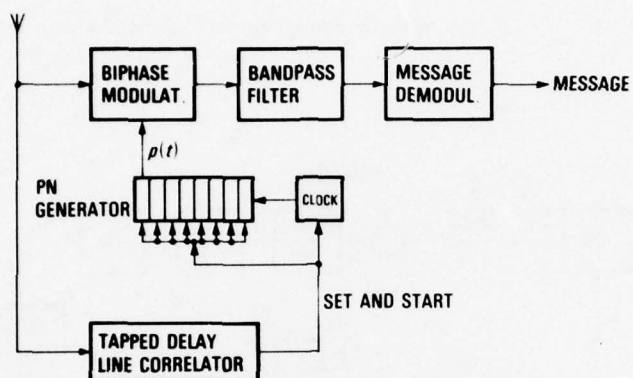 BIPHASE
MODULAT
BANDPASS
FILTER
MESSAGE
DEMODUL
MESSAGE
p(t)
PN
GENERATOR
CLOCK
SET AND START
TAPPED DELAY
LINE CORRELATOR